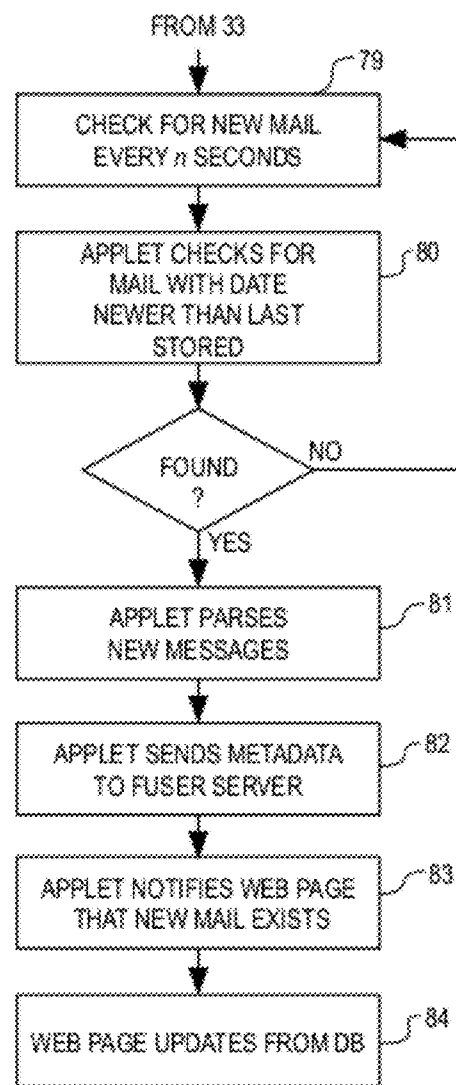 FROM 33
79
CHECK FOR NEW MAIL
EVERY n SECONDS
APPLET CHECKS FOR
MAIL WITH DATE
NEWER THAN LAST
STORED
80
FOUND
?
NO
YES
APPLET PARSES
NEW MESSAGES
81
APPLET SENDS METADATA
TO FUSER SERVER
82
APPLET NOTIFIES WEB PAGE
THAT NEW MAIL EXISTS
83
WEB PAGE UPDATES FROM DB
84